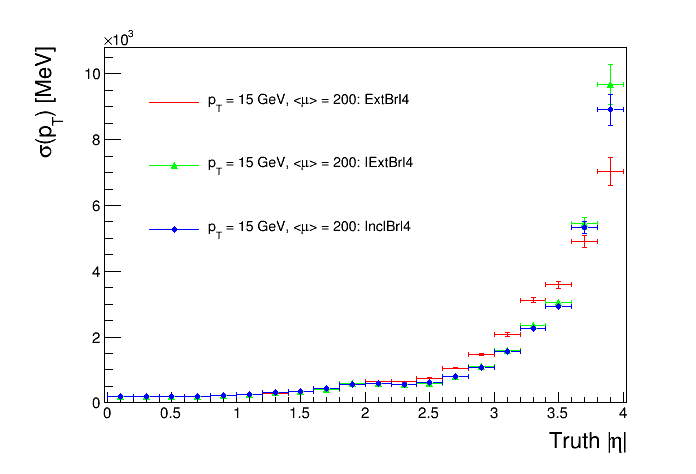 ×10³
σ(p_T) [MeV]
10
8
6
4
2
0
p_T = 15 GeV, <μ> = 200: ExtBrl4
p_T = 15 GeV, <μ> = 200: IExtBrl4
p_T = 15 GeV, <μ> = 200: InclBrl4
0 0.5 1 1.5 2 2.5 3 3.5 4
Truth |η|